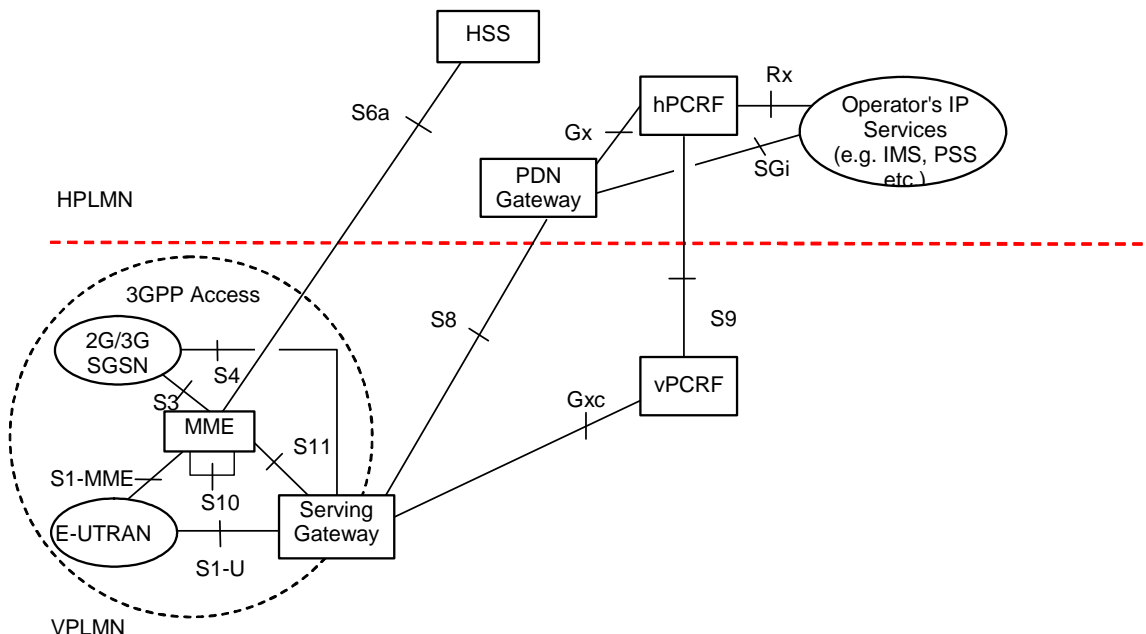 HSS
Rx
S6a
hPCRF
Operator's IP
Services
(e.g. IMS, PSS
etc.)
Gx
SGi
PDN
Gateway
HPLMN
3GPP Access
2G/3G
SGSN
S4
S8
S9
S3
vPCRF
Gxc
MME
S11
S1-MME
S10
Serving
Gateway
E-UTRAN
S1-U
VPLMN